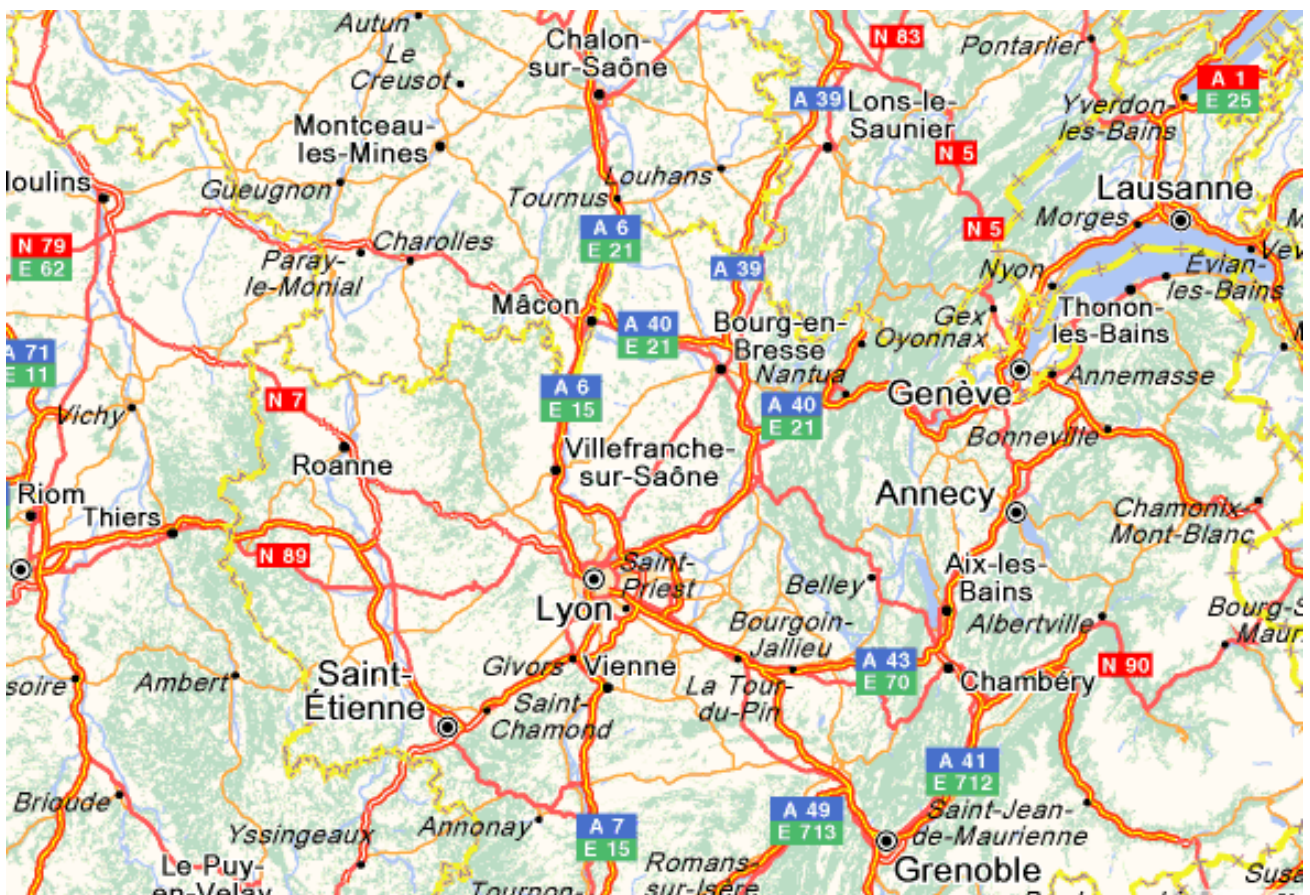 Autun
Le
Creusot
Chalon-
sur-Saône
N 83
Pontarlier
A 1
E 25
A 39
Lons-le-
Saunier
Yverdon-
les-Bains
Montceau-
les-Mines
N 5
Gueugnon
Louhans
Tournus
Lausanne
Morges
N 79
E 62
Charolles
A 6
E 21
N 5
Paray-
le-Monial
A 39
Nyon
Evian-
les-Bains
Mâcon
A 40
E 21
Bourg-en-
Bresse
Gex
Oyonnax
Thonon-
les-Bains
A 71
E 11
Nantua
Genève
Annemasse
Vichy
N 7
A 6
E 15
A 40
E 21
Bonneville
Roanne
Villefranche-
sur-Saône
Riom
Thiers
Annecy
Chamonix-
Mont-Blanc
N 89
Saint-
Priest
Lyon
Belley
Aix-les-
Bains
Albertville
Bourgoin-
Jallieu
Givors
Vienne
A 43
E 70
Chambéry
N 90
Ambert
Saint-
Étienne
Saint-
Chamond
La Tour-
du-Pin
A 41
E 712
Brioude
Yssingeaux
Annonay
A 7
E 15
A 49
E 713
Saint-Jean-
de-Maurienne
Grenoble
Le-Puy-
en-Velay
Tournon-
Romans-
sur-Isère